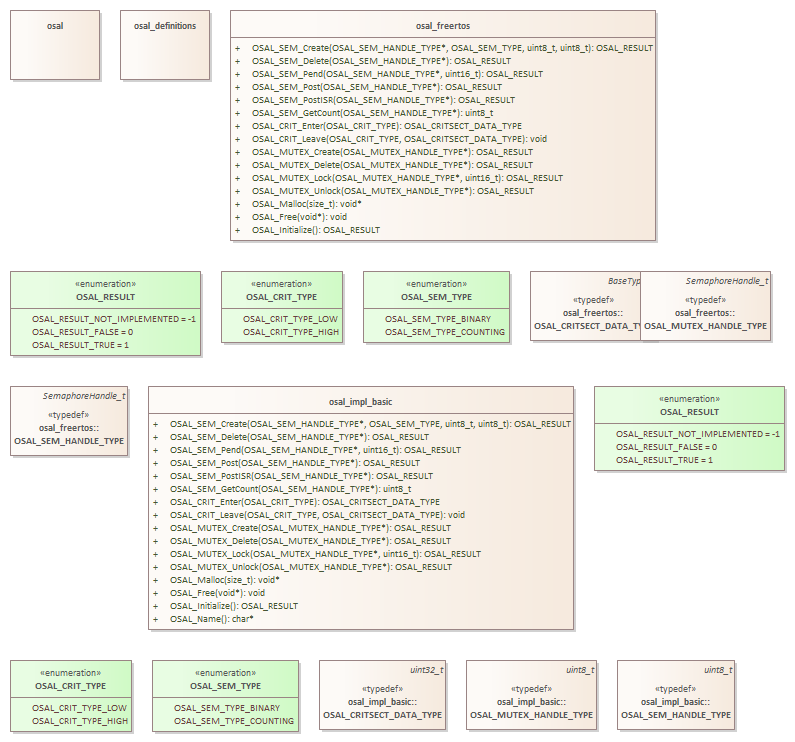 osal
osal_definitions
osal_freertos
+ OSAL_SEM_Create(OSAL_SEM_HANDLE_TYPE*, OSAL_SEM_TYPE, uint8_t, uint8_t): OSAL_RESULT
+ OSAL_SEM_Delete(OSAL_SEM_HANDLE_TYPE*): OSAL_RESULT
+ OSAL_SEM_Pend(OSAL_SEM_HANDLE_TYPE*, uint16_t): OSAL_RESULT
+ OSAL_SEM_Post(OSAL_SEM_HANDLE_TYPE*): OSAL_RESULT
+ OSAL_SEM_PostISR(OSAL_SEM_HANDLE_TYPE*): OSAL_RESULT
+ OSAL_SEM_GetCount(OSAL_SEM_HANDLE_TYPE*): uint8_t
+ OSAL_CRIT_Enter(OSAL_CRIT_TYPE): OSAL_CRITSECT_DATA_TYPE
+ OSAL_CRIT_Leave(OSAL_CRIT_TYPE, OSAL_CRITSECT_DATA_TYPE): void
+ OSAL_MUTEX_Create(OSAL_MUTEX_HANDLE_TYPE*): OSAL_RESULT
+ OSAL_MUTEX_Delete(OSAL_MUTEX_HANDLE_TYPE*): OSAL_RESULT
+ OSAL_MUTEX_Lock(OSAL_MUTEX_HANDLE_TYPE*, uint16_t): OSAL_RESULT
+ OSAL_MUTEX_Unlock(OSAL_MUTEX_HANDLE_TYPE*): OSAL_RESULT
+ OSAL_Malloc(size_t): void*
+ OSAL_Free(void*): void
+ OSAL_Initialize(): OSAL_RESULT
«enumeration»
OSAL_RESULT
OSAL_RESULT_NOT_IMPLEMENTED = -1
OSAL_RESULT_FALSE = 0
OSAL_RESULT_TRUE = 1
«enumeration»
OSAL_CRIT_TYPE
OSAL_CRIT_TYPE_LOW
OSAL_CRIT_TYPE_HIGH
«enumeration»
OSAL_SEM_TYPE
OSAL_SEM_TYPE_BINARY
OSAL_SEM_TYPE_COUNTING
BaseTyp
«typedef»
osal_freertos::
OSAL_CRITSECT_DATA_TY
SemaphoreHandle_t
«typedef»
osal_freertos::
OSAL_MUTEX_HANDLE_TYPE
SemaphoreHandle_t
«typedef»
osal_freertos::
OSAL_SEM_HANDLE_TYPE
osal_impl_basic
+ OSAL_SEM_Create(OSAL_SEM_HANDLE_TYPE*, OSAL_SEM_TYPE, uint8_t, uint8_t): OSAL_RESULT
+ OSAL_SEM_Delete(OSAL_SEM_HANDLE_TYPE*): OSAL_RESULT
+ OSAL_SEM_Pend(OSAL_SEM_HANDLE_TYPE*, uint16_t): OSAL_RESULT
+ OSAL_SEM_Post(OSAL_SEM_HANDLE_TYPE*): OSAL_RESULT
+ OSAL_SEM_PostISR(OSAL_SEM_HANDLE_TYPE*): OSAL_RESULT
+ OSAL_SEM_GetCount(OSAL_SEM_HANDLE_TYPE*): uint8_t
+ OSAL_CRIT_Enter(OSAL_CRIT_TYPE): OSAL_CRITSECT_DATA_TYPE
+ OSAL_CRIT_Leave(OSAL_CRIT_TYPE, OSAL_CRITSECT_DATA_TYPE): void
+ OSAL_MUTEX_Create(OSAL_MUTEX_HANDLE_TYPE*): OSAL_RESULT
+ OSAL_MUTEX_Delete(OSAL_MUTEX_HANDLE_TYPE*): OSAL_RESULT
+ OSAL_MUTEX_Lock(OSAL_MUTEX_HANDLE_TYPE*, uint16_t): OSAL_RESULT
+ OSAL_MUTEX_Unlock(OSAL_MUTEX_HANDLE_TYPE*): OSAL_RESULT
+ OSAL_Malloc(size_t): void*
+ OSAL_Free(void*): void
+ OSAL_Initialize(): OSAL_RESULT
+ OSAL_Name(): char*
«enumeration»
OSAL_RESULT
OSAL_RESULT_NOT_IMPLEMENTED = -1
OSAL_RESULT_FALSE = 0
OSAL_RESULT_TRUE = 1
«enumeration»
OSAL_CRIT_TYPE
OSAL_CRIT_TYPE_LOW
OSAL_CRIT_TYPE_HIGH
«enumeration»
OSAL_SEM_TYPE
OSAL_SEM_TYPE_BINARY
OSAL_SEM_TYPE_COUNTING
uint32_t
«typedef»
osal_impl_basic::
OSAL_CRITSECT_DATA_TYPE
uint8_t
«typedef»
osal_impl_basic::
OSAL_MUTEX_HANDLE_TYPE
uint8_t
«typedef»
osal_impl_basic::
OSAL_SEM_HANDLE_TYPE